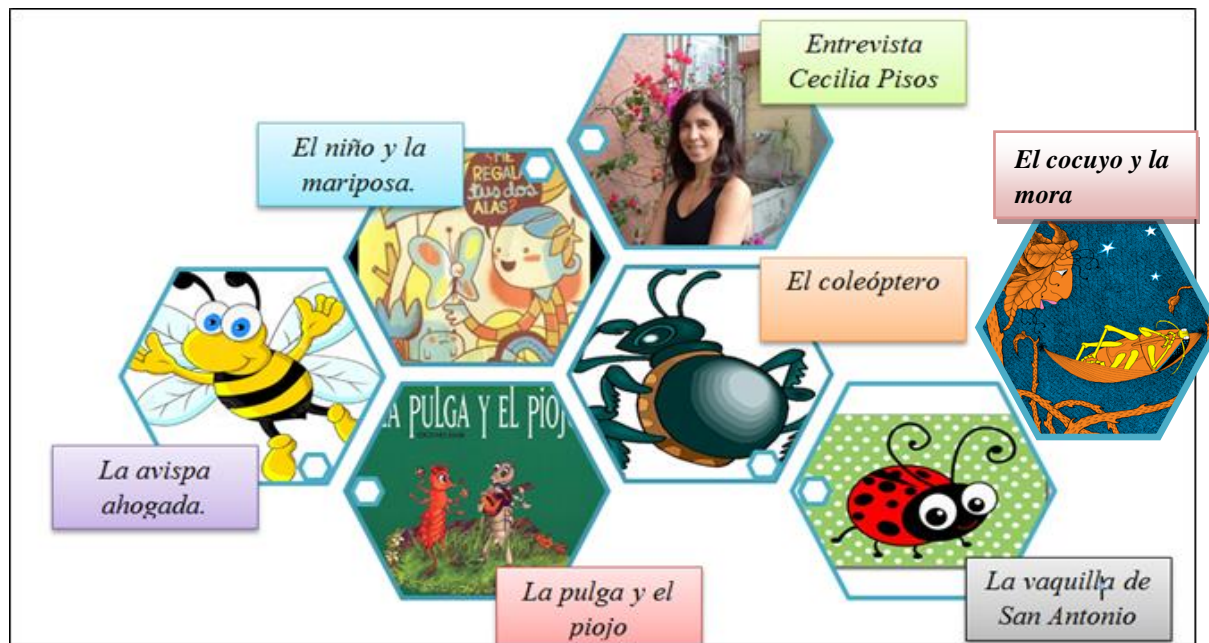 Entrevista
Cecilia Pisos
El niño y la
mariposa.
¿ME
REGALA
tus dos
ALAS?
El cocuyo y la
mora
El coleóptero
La avispa
ahogada.
LA PULGA Y EL PIOJO
La pulga y el
piojo
La vaquilla de
San Antonio